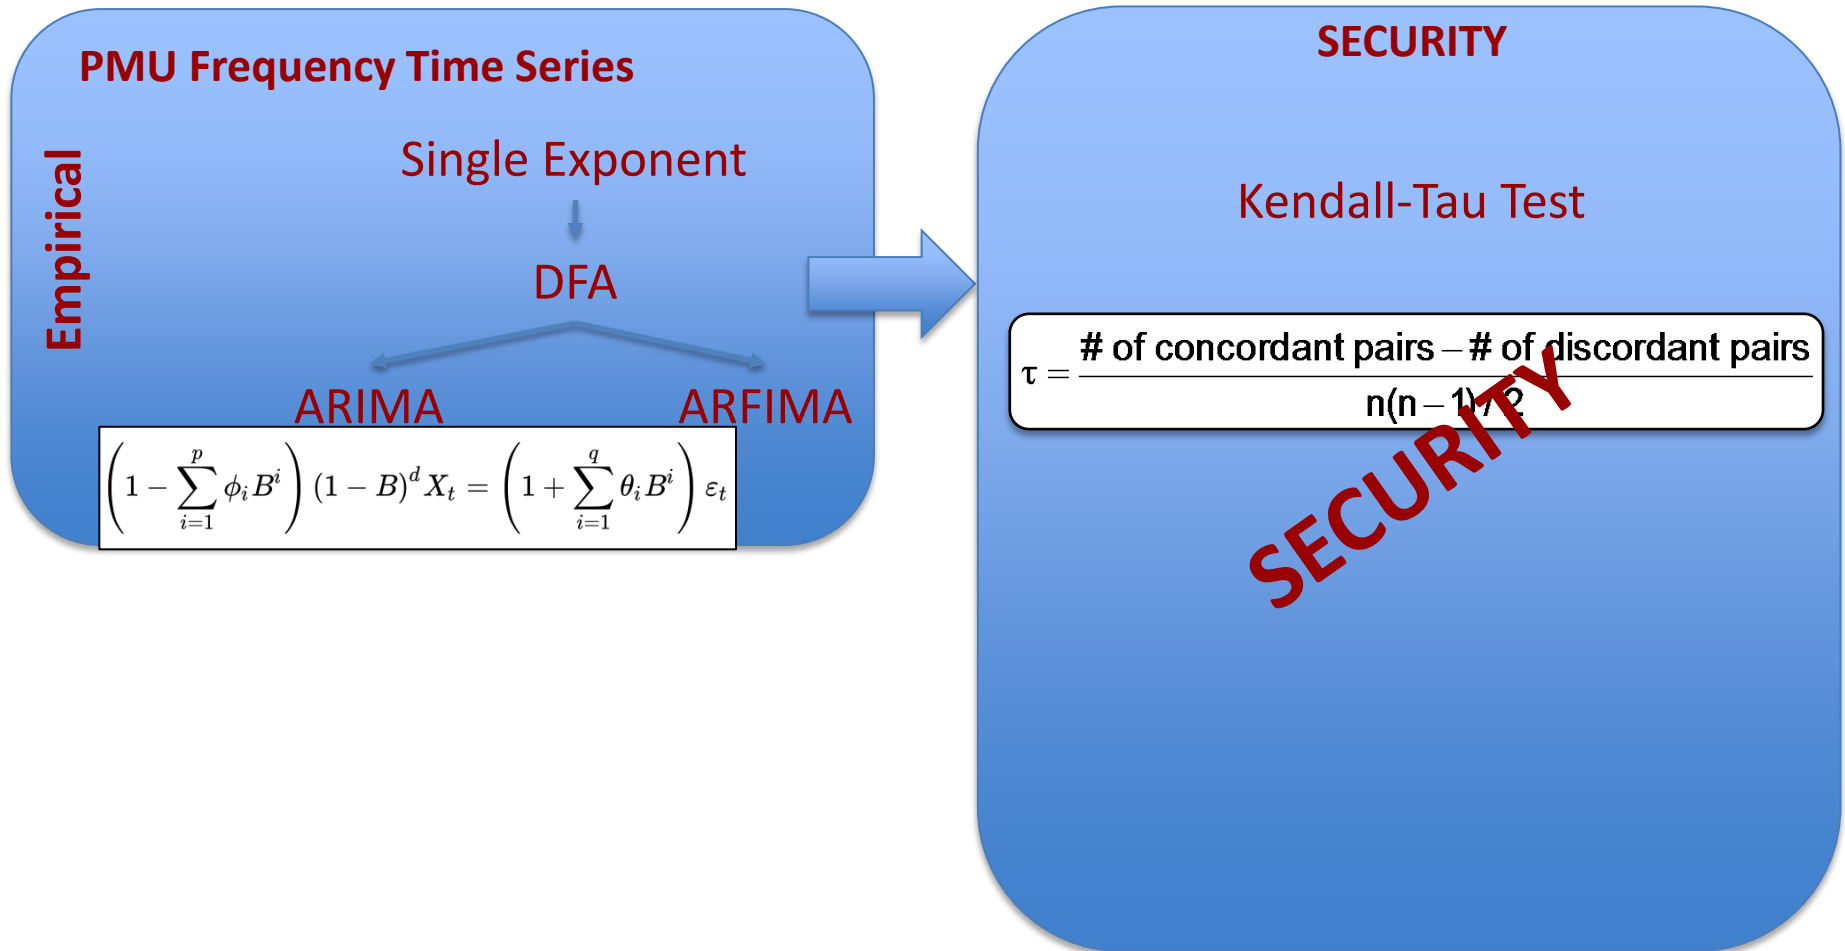 PMU Frequency Time Series
Empirical
Single Exponent
DFA
ARIMA ARFIMA
(1 − ∑_{i=1}^{p} ϕ_i B^i) (1 − B)^d X_t = (1 + ∑_{i=1}^{q} θ_i B^i) ε_t
SECURITY
Kendall-Tau Test
# of concordant pairs – # of discordant pairs
τ =
n(n – 1) / 2
SECURITY